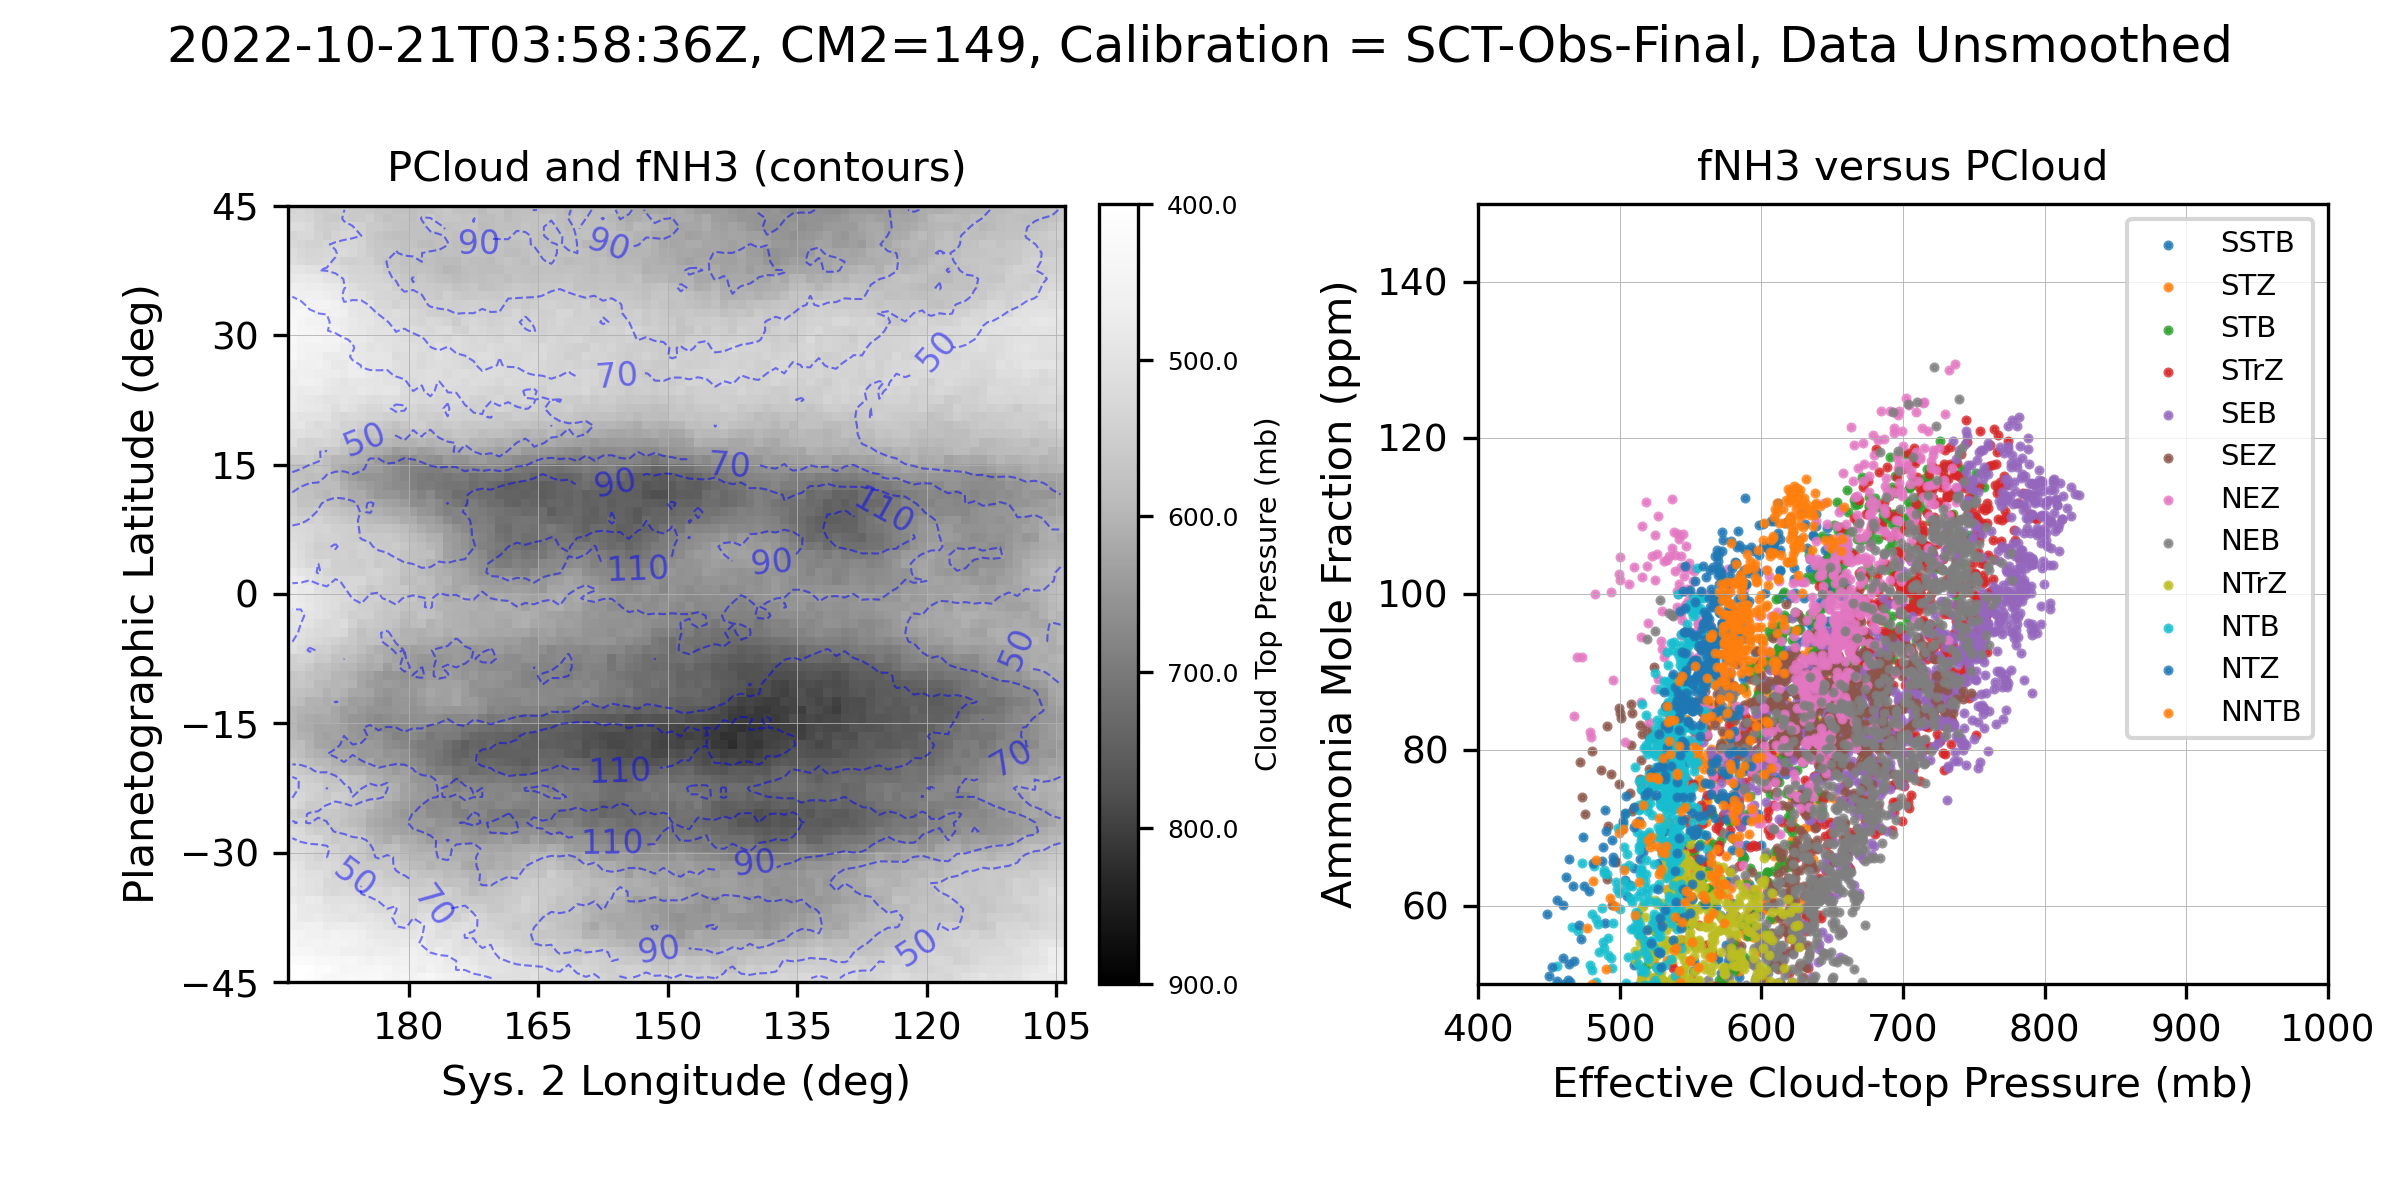 2022-10-21T03:58:36Z, CM2=149, Calibration = SCT-Obs-Final, Data Unsmoothed
PCloud and fNH3 (contours)
45
30
15
0
−15
−30
−45
Planetographic Latitude (deg)
90
90
50
70
50
70
90
110
110
90
50
70
110
110
90
50
70
90
50
180
165
150
135
120
105
Sys. 2 Longitude (deg)
400.0
500.0
600.0
700.0
800.0
900.0
Cloud Top Pressure (mb)
fNH3 versus PCloud
140
120
100
80
60
Ammonia Mole Fraction (ppm)
SSTB
STZ
STB
STrZ
SEB
SEZ
NEZ
NEB
NTrZ
NTB
NTZ
NNTB
400
500
600
700
800
900
1000
Effective Cloud-top Pressure (mb)